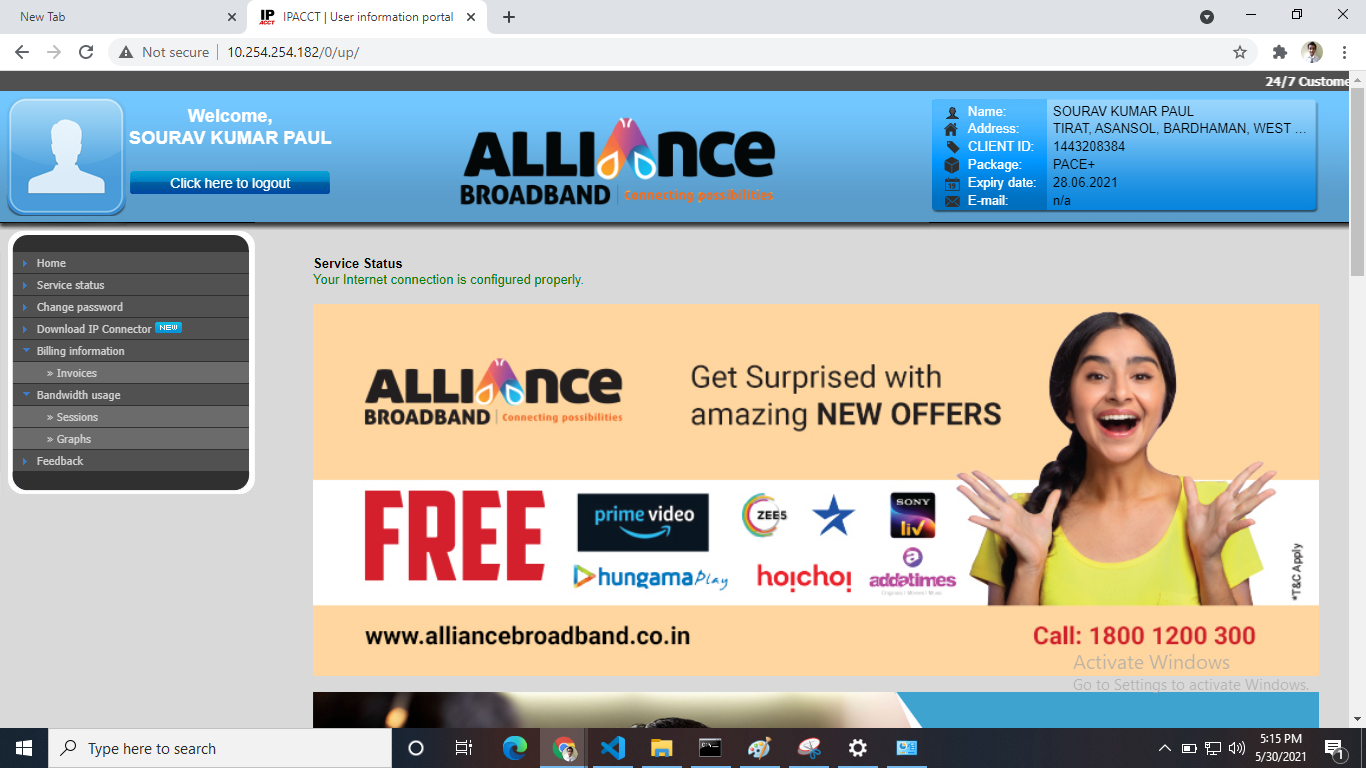 New Tab
IPACCT | User information portal
Not secure
10.254.254.182/0/up/
24/7 Custome
Welcome,
SOURAV KUMAR PAUL
Click here to logout
ALLIANCE
BROADBAND
Connecting possibilities
Name: SOURAV KUMAR PAUL
Address: TIRAT, ASANSOL, BARDHAMAN, WEST ...
CLIENT ID: 1443208384
Package: PACE+
Expiry date: 28.06.2021
E-mail: n/a
Home
Service status
Change password
Download IP Connector NEW
Billing information
» Invoices
Bandwidth usage
» Sessions
» Graphs
Feedback
Service Status
Your Internet connection is configured properly.
ALLIANCE
BROADBAND
Connecting possibilities
Get Surprised with
amazing NEW OFFERS
FREE
prime video
ZEE5
SONY
liv
hungama Play
hoichoi
a
addatimes
Originals | Movies | Music
*T&C Apply
www.alliancebroadband.co.in
Call: 1800 1200 300
Activate Windows
Go to Settings to activate Windows.
Type here to search
5:15 PM
5/30/2021
1